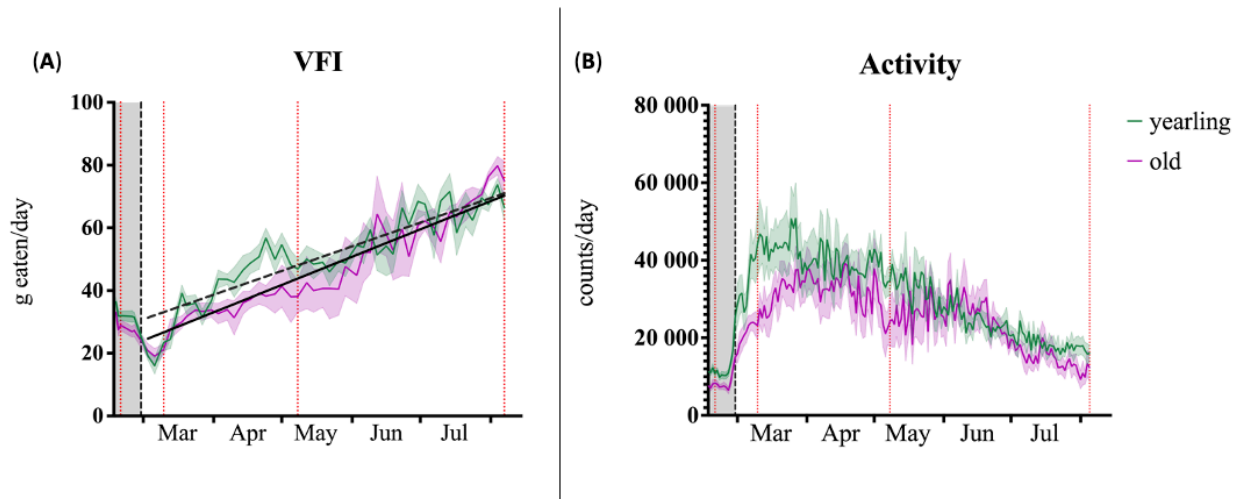 (A)
VFI
g eaten/day
100
80
60
40
20
0
Mar Apr May Jun Jul
(B)
Activity
counts/day
80 000
60 000
40 000
20 000
0
Mar Apr May Jun Jul
yearling
old